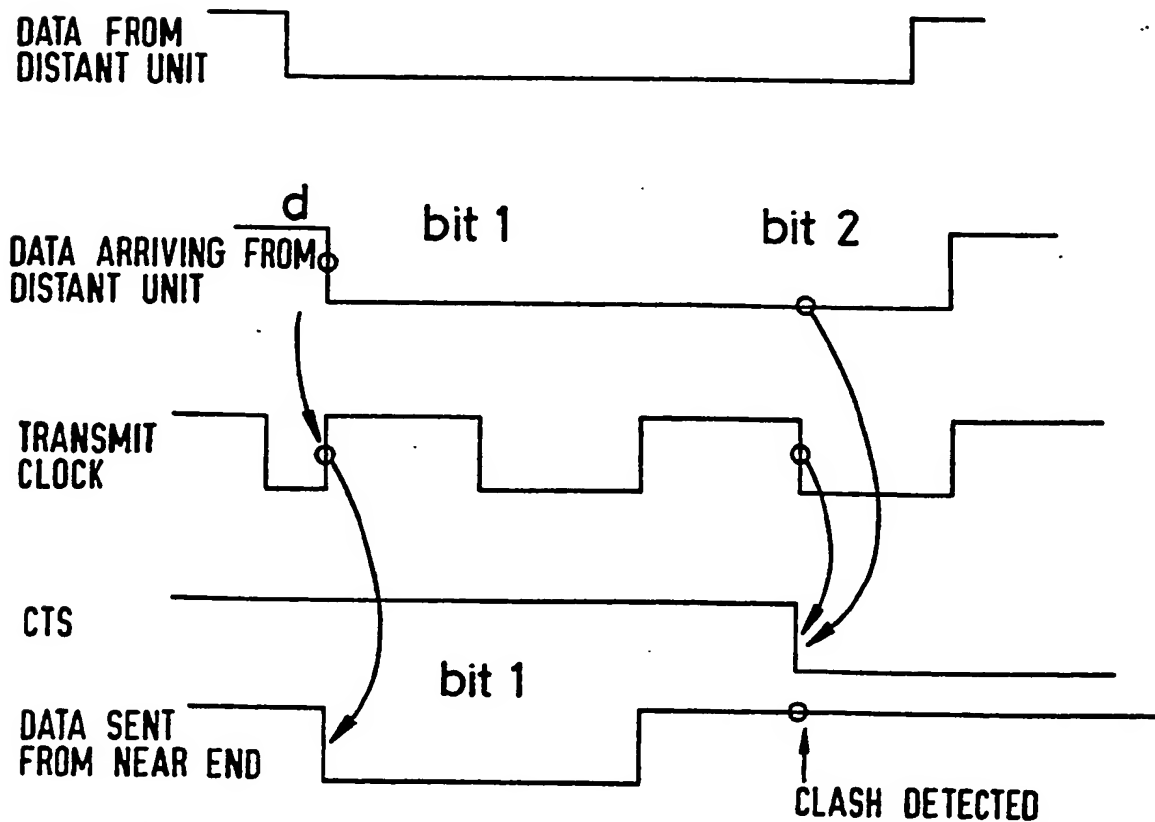 DATA FROM
DISTANT UNIT
d
bit 1
bit 2
DATA ARRIVING FROM
DISTANT UNIT
TRANSMIT
CLOCK
CTS
bit 1
DATA SENT
FROM NEAR END
CLASH DETECTED